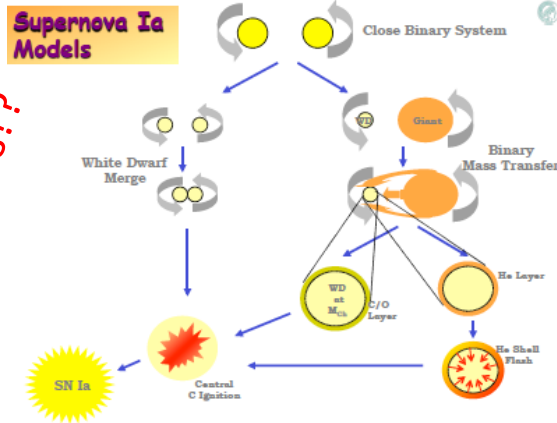 Supernova Ia
Models
Close Binary System
WD
Giant
White Dwarf
Merge
Binary
Mass Transfer
He Layer
WD
at
M_Ch
C/O
Layer
He Shell
Flash
Central
C Ignition
SN Ia